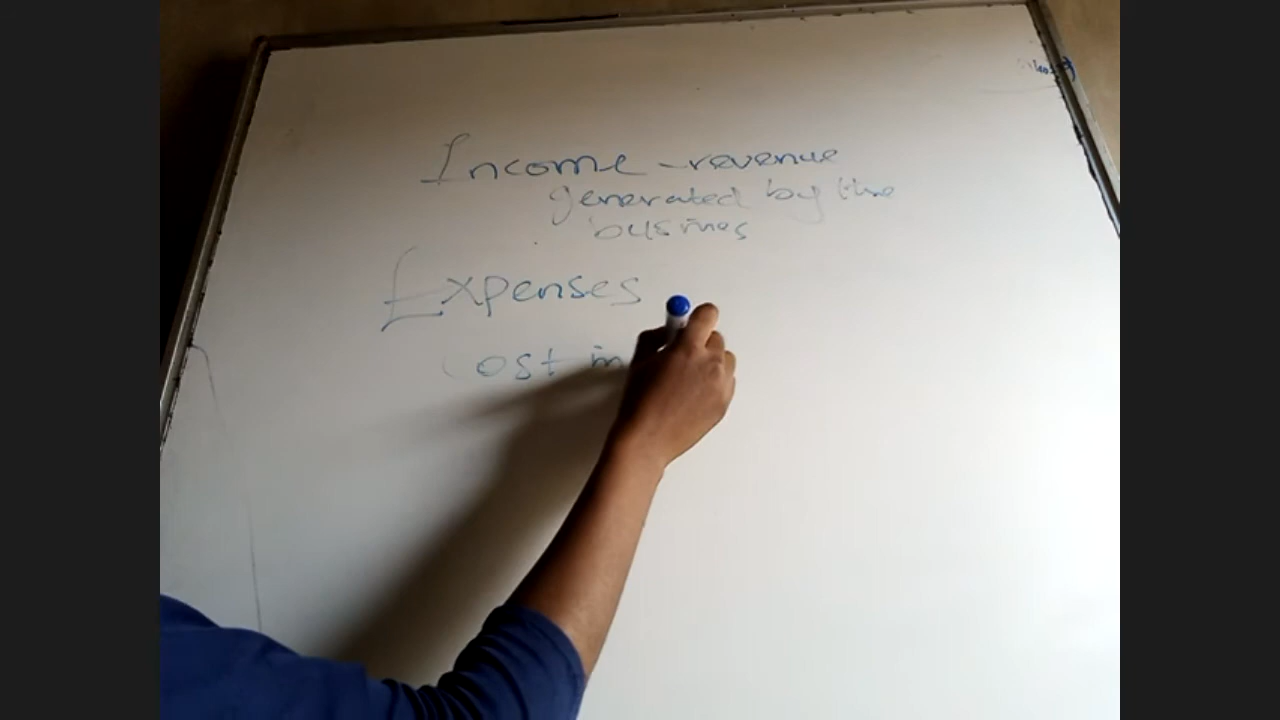 Income - revenue
generated by the
busines
Expenses
Cost in